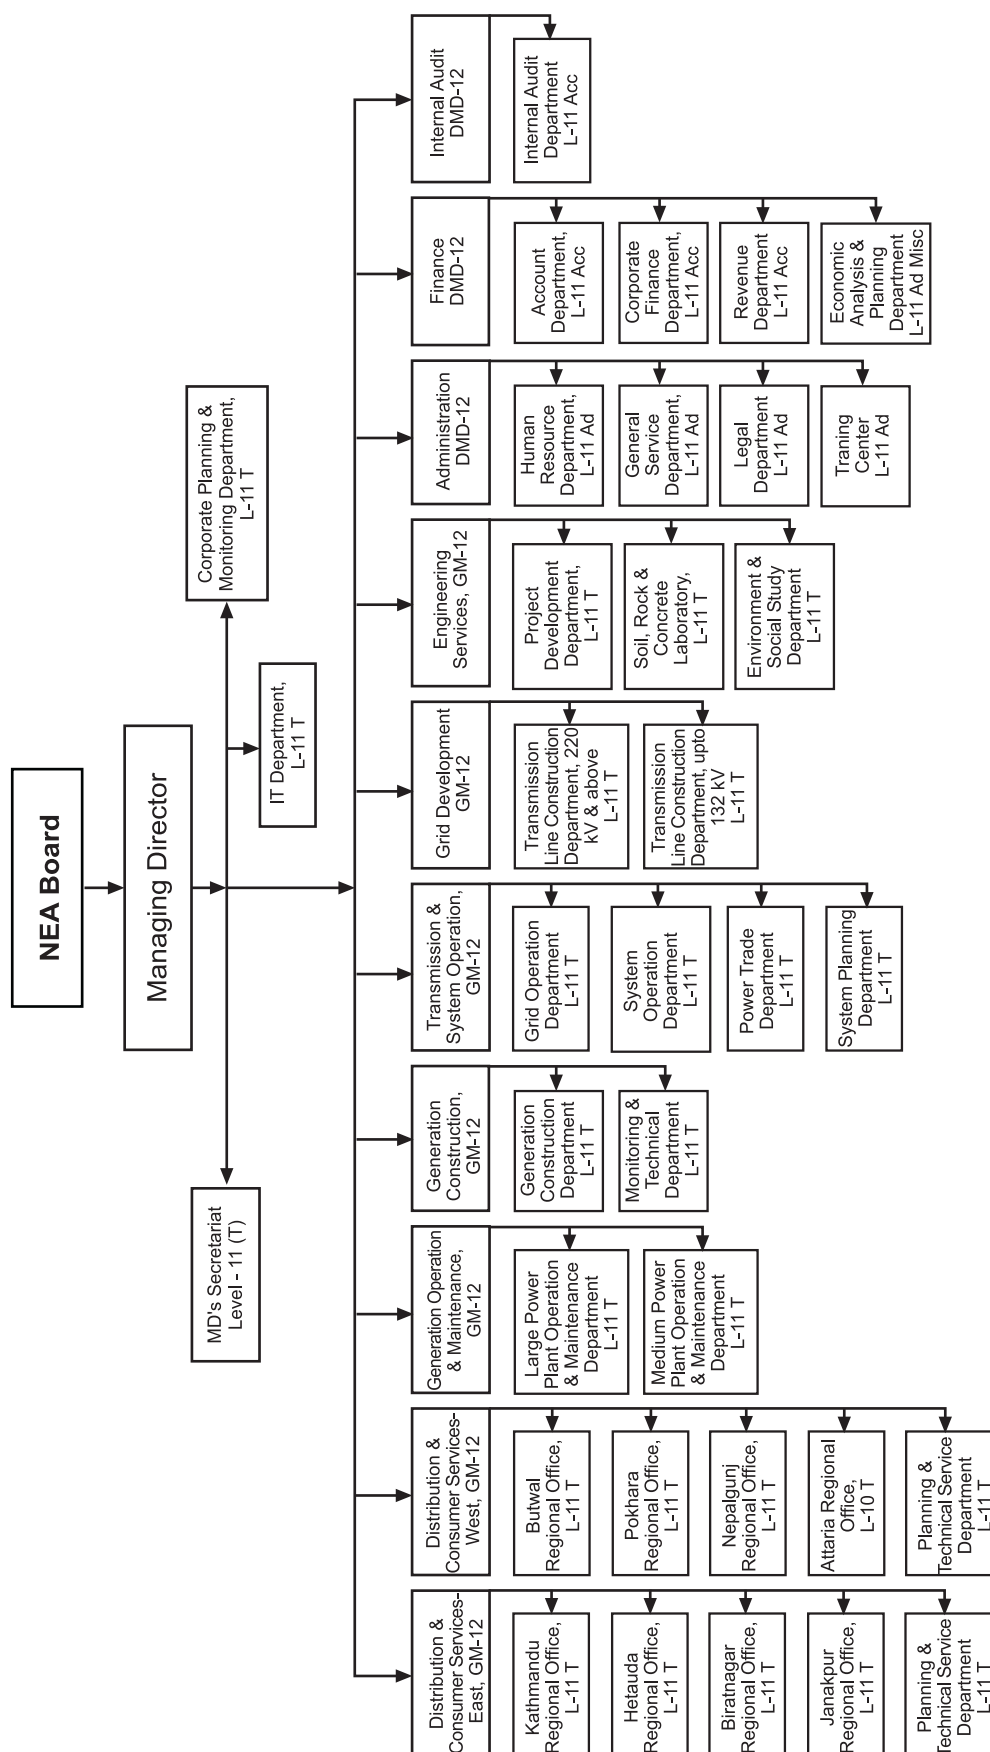 NEA Board
Managing Director
MD's Secretariat
Level - 11 (T)
IT Department,
L-11 T
Corporate Planning &
Monitoring Department,
L-11 T
Distribution &
Consumer Services-
East, GM-12
Kathmandu
Regional Office,
L-11 T
Hetauda
Regional Office,
L-11 T
Biratnagar
Regional Office,
L-11 T
Janakpur
Regional Office,
L-11 T
Planning &
Technical Service
Department
L-11 T
Distribution &
Consumer Services-
West, GM-12
Butwal
Regional Office,
L-11 T
Pokhara
Regional Office,
L-11 T
Nepalgunj
Regional Office,
L-11 T
Attaria Regional
Office,
L-10 T
Planning &
Technical Service
Department
L-11 T
Generation Operation
& Maintenance,
GM-12
Large Power
Plant Operation
& Maintenance
Department
L-11 T
Medium Power
Plant Operation
& Maintenance
Department
L-11 T
Generation
Construction,
GM-12
Generation
Construction
Department
L-11 T
Monitoring &
Technical
Department
L-11 T
Transmission &
System Operation,
GM-12
Grid Operation
Department
L-11 T
System
Operation
Department
L-11 T
Power Trade
Department
L-11 T
System Planning
Department
L-11 T
Grid Development
GM-12
Transmission
Line Construction
Department, 220
kV & above
L-11 T
Transmission
Line Construction
Department, upto
132 kV
L-11 T
Engineering
Services, GM-12
Project
Development
Department,
L-11 T
Soil, Rock &
Concrete
Laboratory,
L-11 T
Environment &
Social Study
Department
L-11 T
Administration
DMD-12
Human
Resource
Department,
L-11 Ad
General
Service
Department,
L-11 Ad
Legal
Department
L-11 Ad
Traning
Center
L-11 Ad
Finance
DMD-12
Account
Department,
L-11 Acc
Corporate
Finance
Department,
L-11 Acc
Revenue
Department
L-11 Acc
Economic
Analysis &
Planning
Department
L-11 Ad Misc
Internal Audit
DMD-12
Internal Audit
Department
L-11 Acc